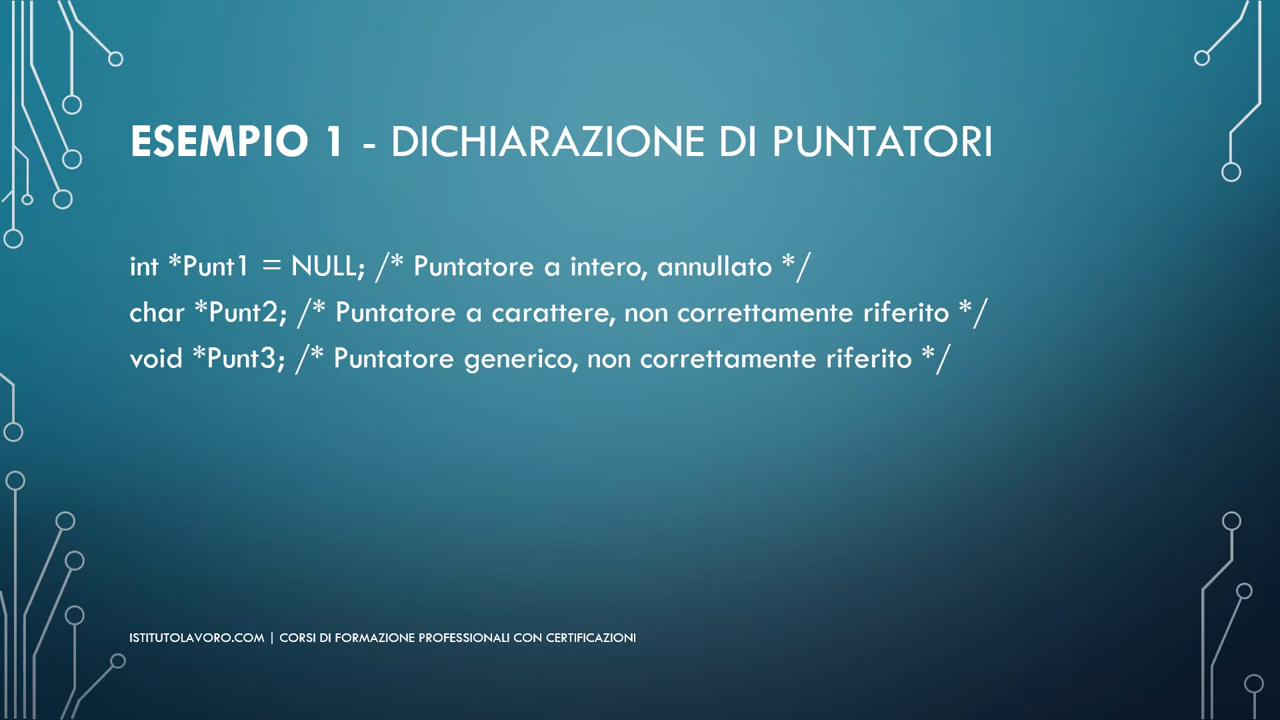 ESEMPIO 1 - DICHIARAZIONE DI PUNTATORI
int *Punt1 = NULL; /* Puntatore a intero, annullato */
char *Punt2; /* Puntatore a carattere, non correttamente riferito */
void *Punt3; /* Puntatore generico, non correttamente riferito */
ISTITUTOLAVORO.COM | CORSI DI FORMAZIONE PROFESSIONALI CON CERTIFICAZIONI